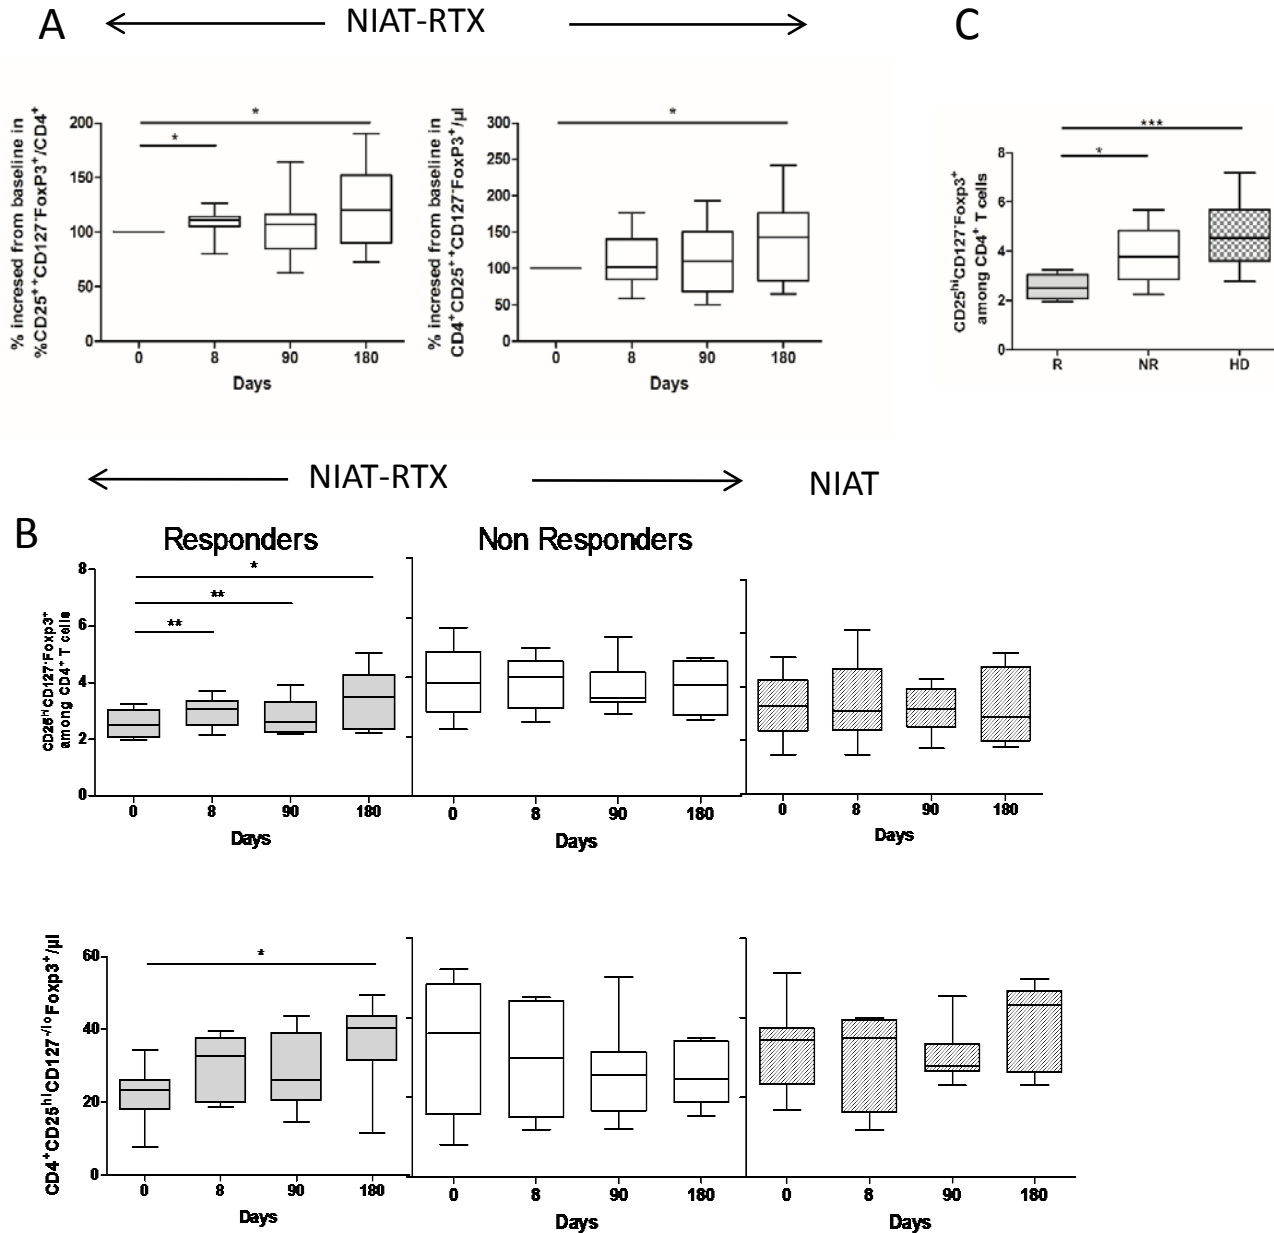 A
NIAT-RTX
C
% incresed from baseline in
%CD25⁺⁺CD127⁻FoxP3⁺/CD4⁺
200
150
100
50
0
*
*
0 8 90 180
Days
% incresed from baseline in
CD4⁺CD25⁺⁺CD127⁻FoxP3⁺/µl
300
250
200
150
100
50
0
*
0 8 90 180
Days
CD25ʰⁱCD127⁻Foxp3⁺
among CD4⁺ T cells
8
6
4
2
0
***
*
R NR HD
NIAT-RTX
NIAT
B
Responders
Non Responders
CD25ʰⁱCD127⁻Foxp3⁺
among CD4⁺ T cells
8
6
4
2
0
*
**
**
0 8 90 180
Days
0 8 90 180
Days
0 8 90 180
Days
CD4⁺CD25ʰⁱCD127⁻/ˡᵒFoxp3⁺/µl
60
40
20
0
*
0 8 90 180
Days
0 8 90 180
Days
0 8 90 180
Days